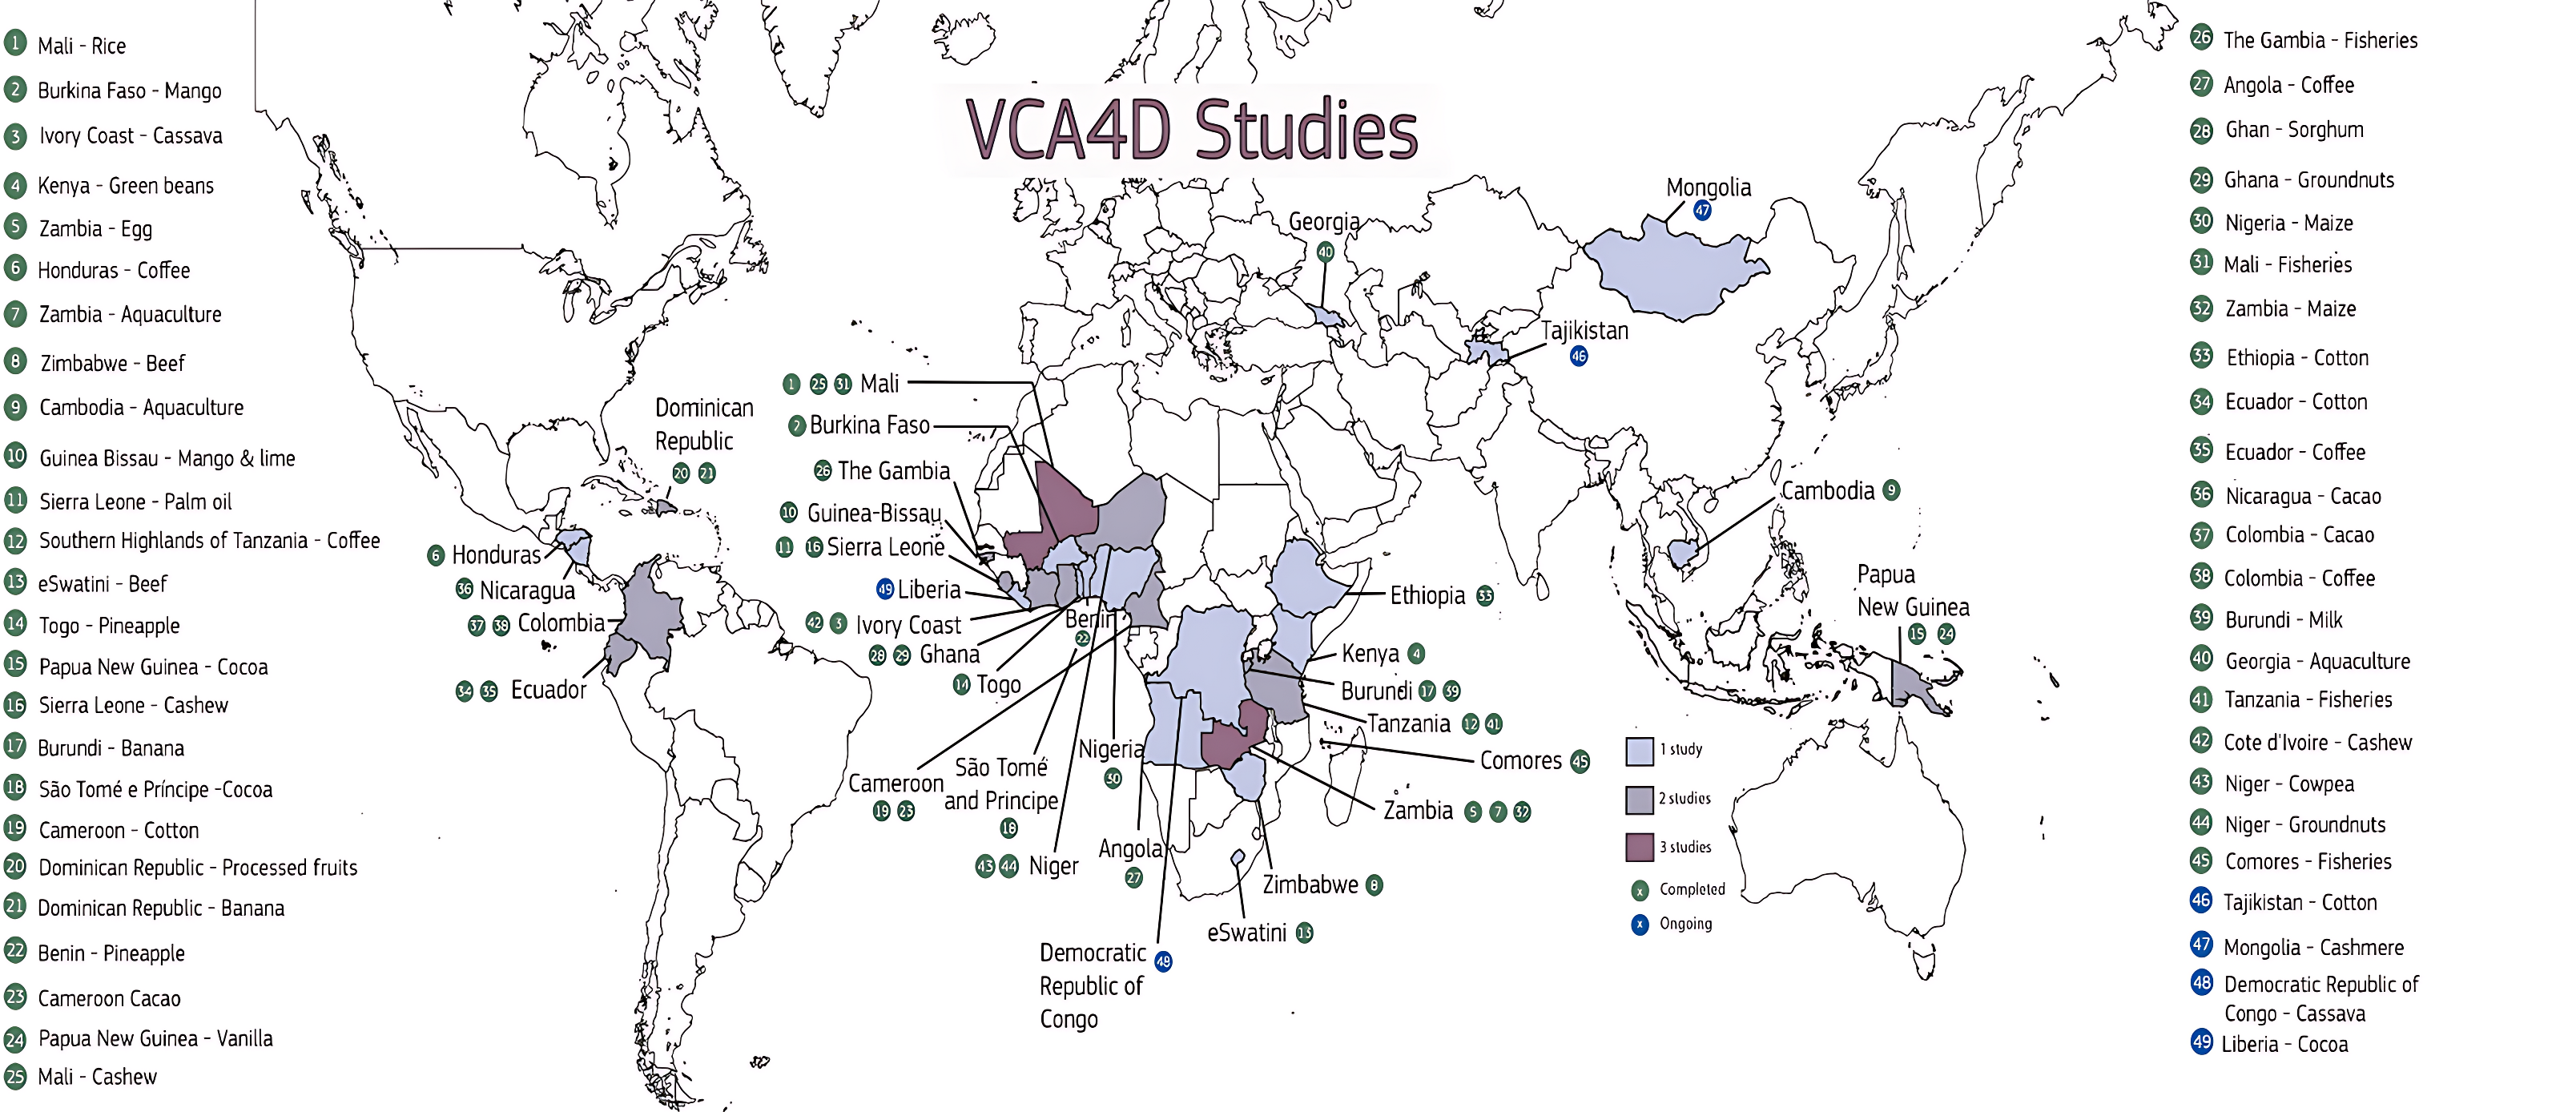 VCA4D Studies
1 Mali - Rice
2 Burkina Faso - Mango
3 Ivory Coast - Cassava
4 Kenya - Green beans
5 Zambia - Egg
6 Honduras - Coffee
7 Zambia - Aquaculture
8 Zimbabwe - Beef
9 Cambodia - Aquaculture
10 Guinea Bissau - Mango & lime
11 Sierra Leone - Palm oil
12 Southern Highlands of Tanzania - Coffee
13 eSwatini - Beef
14 Togo - Pineapple
15 Papua New Guinea - Cocoa
16 Sierra Leone - Cashew
17 Burundi - Banana
18 São Tomé e Príncipe -Cocoa
19 Cameroon - Cotton
20 Dominican Republic - Processed fruits
21 Dominican Republic - Banana
22 Benin - Pineapple
23 Cameroon Cacao
24 Papua New Guinea - Vanilla
25 Mali - Cashew
Dominican
Republic
20 21
6 Honduras
36 Nicaragua
37 38 Colombia
34 35 Ecuador
1 25 31 Mali
2 Burkina Faso
26 The Gambia
10 Guinea-Bissau
11 16 Sierra Leone
49 Liberia
42 3 Ivory Coast
28 29 Ghana
14 Togo
Benin
22
Cameroon
19 23
São Tomé
and Principe
18
43 44 Niger
Nigeria
30
Angola
27
Democratic
Republic of
Congo
48
eSwatini 13
Zimbabwe 8
Zambia 5 7 32
Comores 45
Tanzania 12 41
Burundi 17 39
Kenya 4
Ethiopia 33
Georgia
40
Mongolia
47
Tajikistan
46
Cambodia 9
Papua
New Guinea
15 24
1 study
2 studies
3 studies
x Completed
x Ongoing
26 The Gambia - Fisheries
27 Angola - Coffee
28 Ghan - Sorghum
29 Ghana - Groundnuts
30 Nigeria - Maize
31 Mali - Fisheries
32 Zambia - Maize
33 Ethiopia - Cotton
34 Ecuador - Cotton
35 Ecuador - Coffee
36 Nicaragua - Cacao
37 Colombia - Cacao
38 Colombia - Coffee
39 Burundi - Milk
40 Georgia - Aquaculture
41 Tanzania - Fisheries
42 Cote d'Ivoire - Cashew
43 Niger - Cowpea
44 Niger - Groundnuts
45 Comores - Fisheries
46 Tajikistan - Cotton
47 Mongolia - Cashmere
48 Democratic Republic of
Congo - Cassava
49 Liberia - Cocoa